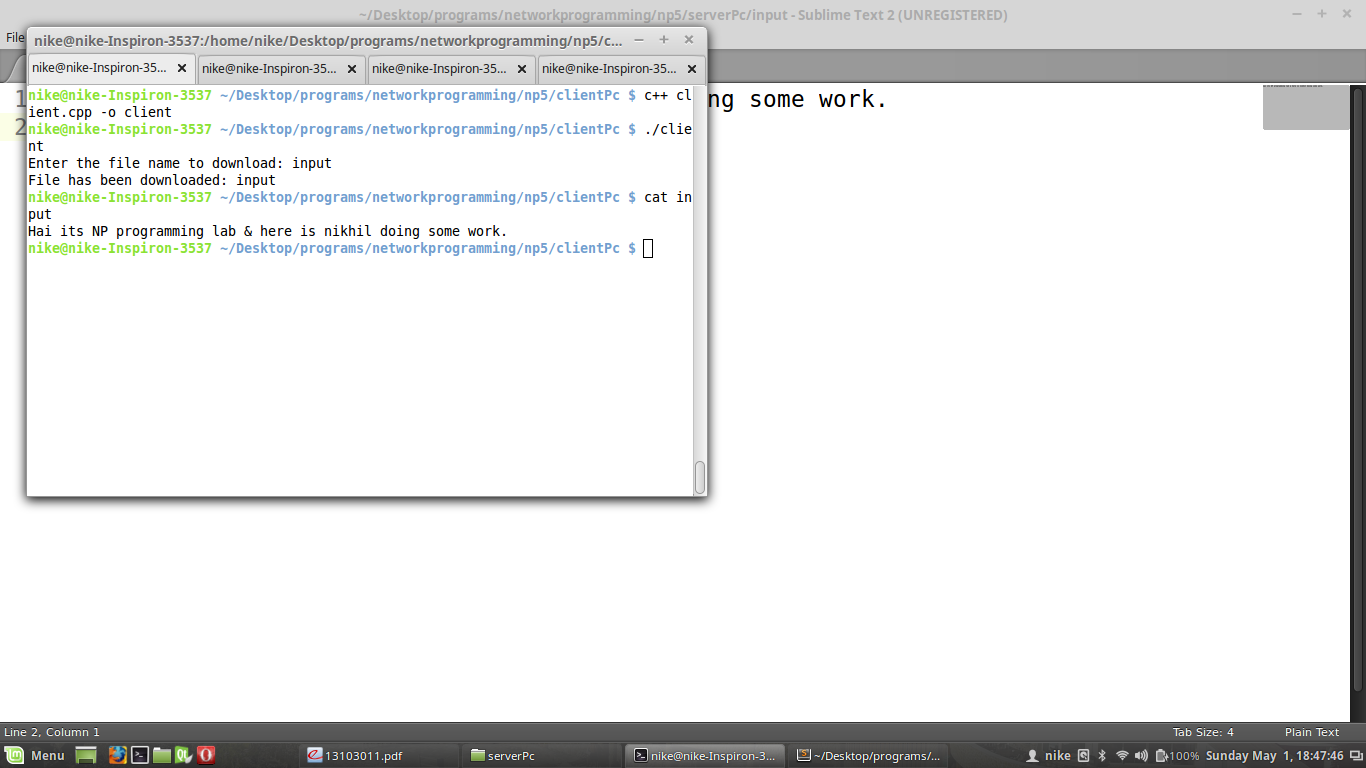 ~/Desktop/programs/networkprogramming/np5/serverPc/input - Sublime Text 2 (UNREGISTERED)
File
nike@nike-Inspiron-3537:/home/nike/Desktop/programs/networkprogramming/np5/c...
nike@nike-Inspiron-35... nike@nike-Inspiron-35... nike@nike-Inspiron-35... nike@nike-Inspiron-35...
1 ng some work.
2
nike@nike-Inspiron-3537 ~/Desktop/programs/networkprogramming/np5/clientPc $ c++ cl
ient.cpp -o client
nike@nike-Inspiron-3537 ~/Desktop/programs/networkprogramming/np5/clientPc $ ./clie
nt
Enter the file name to download: input
File has been downloaded: input
nike@nike-Inspiron-3537 ~/Desktop/programs/networkprogramming/np5/clientPc $ cat in
put
Hai its NP programming lab & here is nikhil doing some work.
nike@nike-Inspiron-3537 ~/Desktop/programs/networkprogramming/np5/clientPc $
Line 2, Column 1 Tab Size: 4 Plain Text
Menu 13103011.pdf serverPc nike@nike-Inspiron-3... ~/Desktop/programs/... nike 100% Sunday May 1, 18:47:46